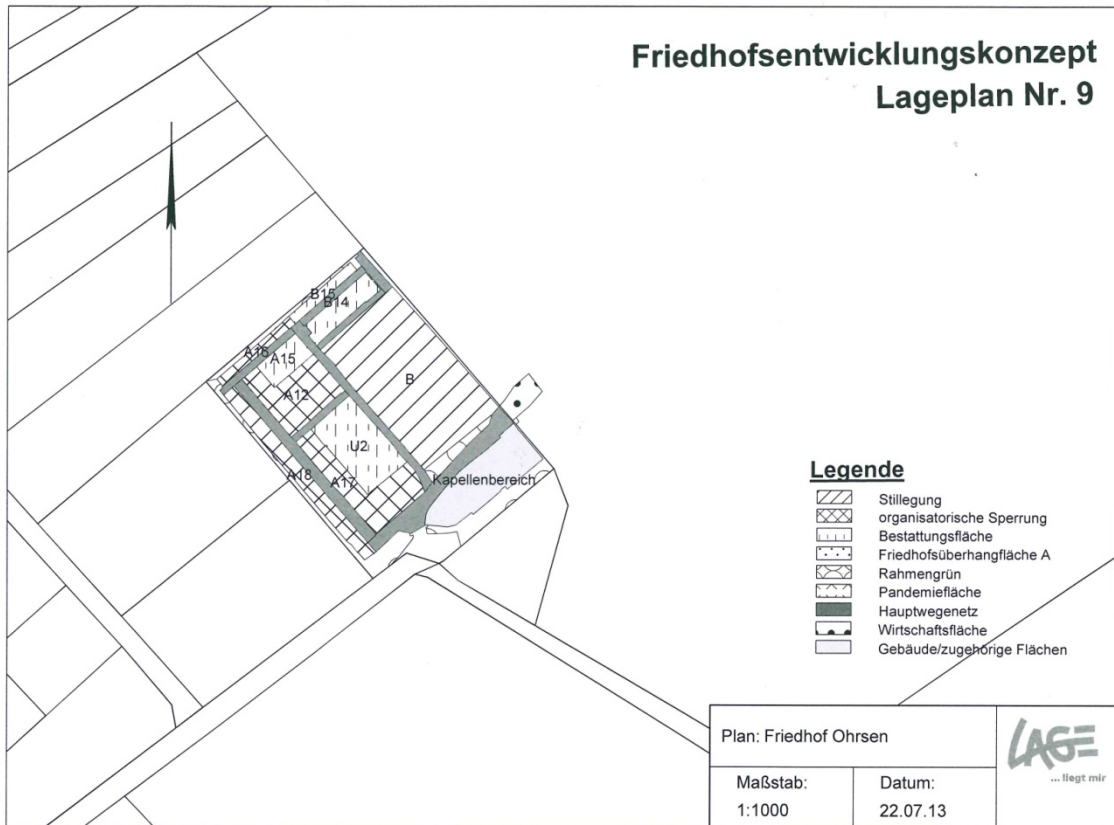 Friedhofsentwicklungskonzept
Lageplan Nr. 9
B15
B14
A16
A15
A12
B
U2
A18
A17
Kapellenbereich
Legende
Stillegung
organisatorische Sperrung
Bestattungsfläche
Friedhofsüberhangfläche A
Rahmengrün
Pandemiefläche
Hauptwegenetz
Wirtschaftsfläche
Gebäude/zugehörige Flächen
Plan: Friedhof Ohrsen
Maßstab:
1:1000
Datum:
22.07.13
LAGE
... liegt mir